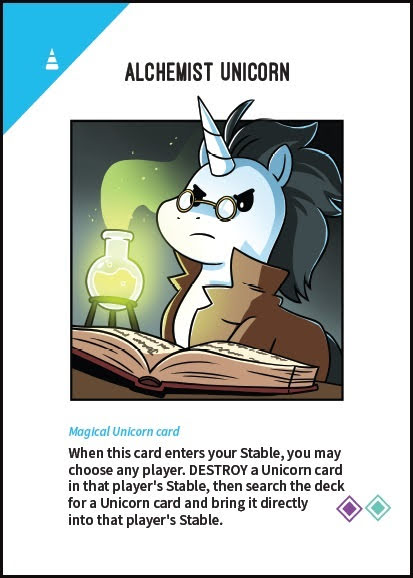 ALCHEMIST UNICORN
Magical Unicorn card
When this card enters your Stable, you may
choose any player. DESTROY a Unicorn card
in that player's Stable, then search the deck
for a Unicorn card and bring it directly
into that player's Stable.